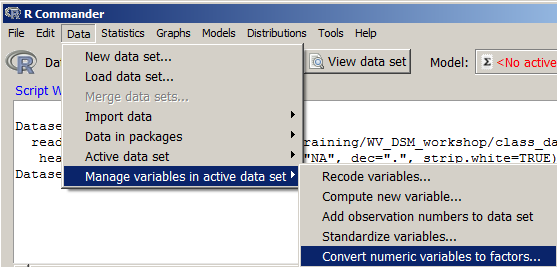 R Commander
File Edit Data Statistics Graphs Models Distributions Tools Help
Dat View data set Model: Σ <No active
New data set...
Load data set...
Merge data sets...
Import data
Data in packages
Active data set
Manage variables in active data set
Script W
Datase
read raining/WV_DSM_workshop/class_da
hea "NA", dec=".", strip.white=TRUE)
Datase
Recode variables...
Compute new variable...
Add observation numbers to data set
Standardize variables...
Convert numeric variables to factors...